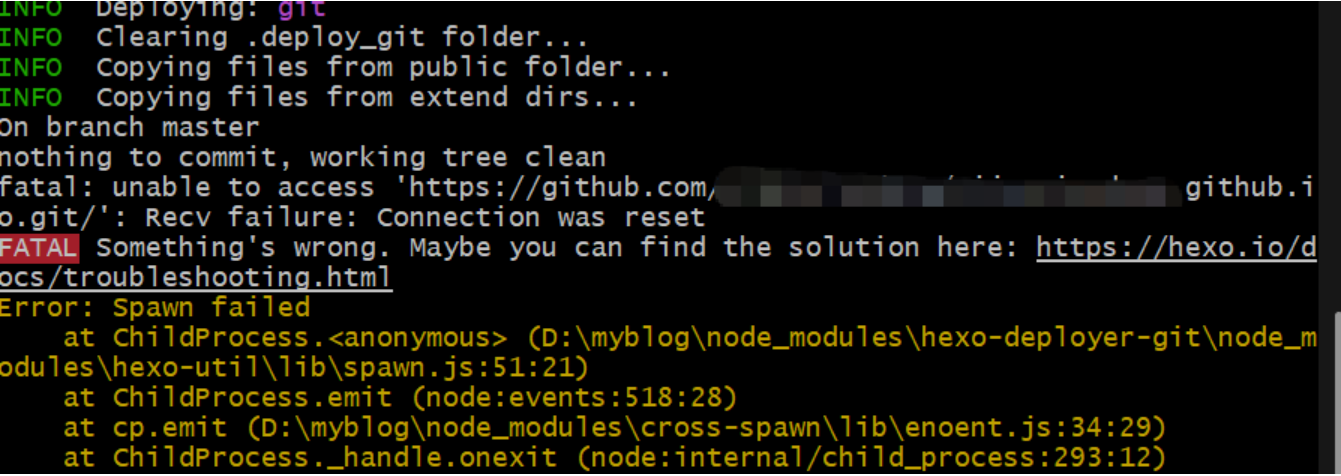 INFO  Deploying: git
INFO  Clearing .deploy_git folder...
INFO  Copying files from public folder...
INFO  Copying files from extend dirs...
On branch master
nothing to commit, working tree clean
fatal: unable to access 'https://github.com/ github.i
o.git/': Recv failure: Connection was reset
FATAL Something's wrong. Maybe you can find the solution here: https://hexo.io/d
ocs/troubleshooting.html
Error: Spawn failed
    at ChildProcess.<anonymous> (D:\myblog\node_modules\hexo-deployer-git\node_m
odules\hexo-util\lib\spawn.js:51:21)
    at ChildProcess.emit (node:events:518:28)
    at cp.emit (D:\myblog\node_modules\cross-spawn\lib\enoent.js:34:29)
    at ChildProcess._handle.onexit (node:internal/child_process:293:12)